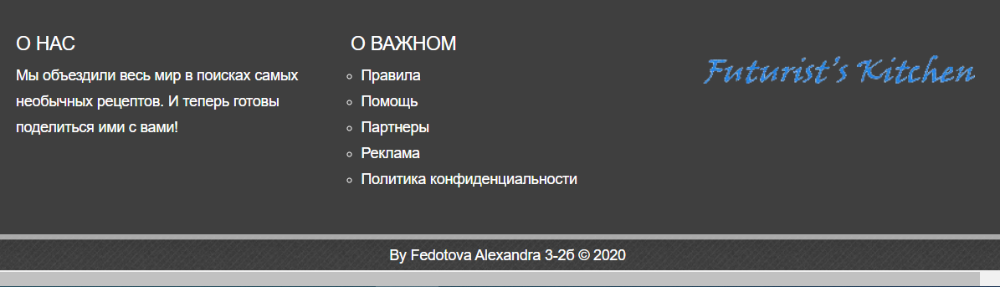 О НАС
Мы объездили весь мир в поисках самых
необычных рецептов. И теперь готовы
поделиться ими с вами!
О ВАЖНОМ
Правила
Помощь
Партнеры
Реклама
Политика конфиденциальности
Futurist's Kitchen
By Fedotova Alexandra 3-2б © 2020